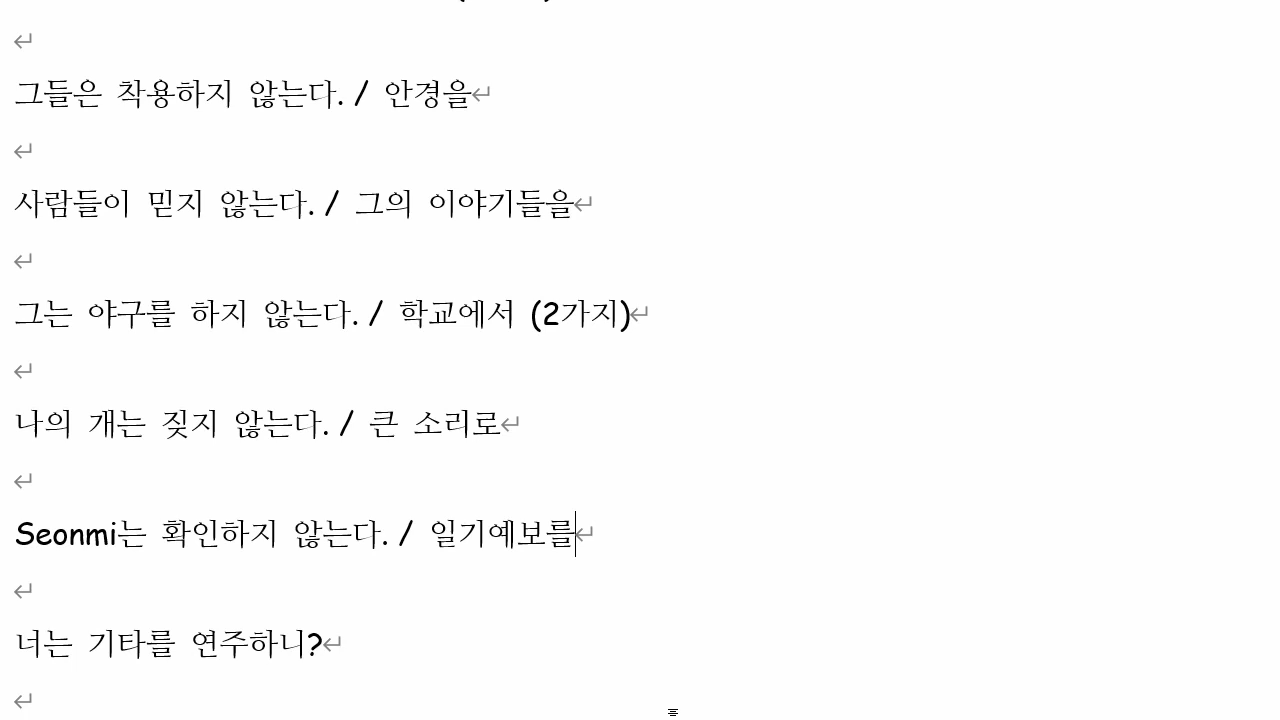 그들은 착용하지 않는다. / 안경을
사람들이 믿지 않는다. / 그의 이야기들을
그는 야구를 하지 않는다. / 학교에서 (2가지)
나의 개는 짖지 않는다. / 큰 소리로
Seonmi는 확인하지 않는다. / 일기예보를
너는 기타를 연주하니?